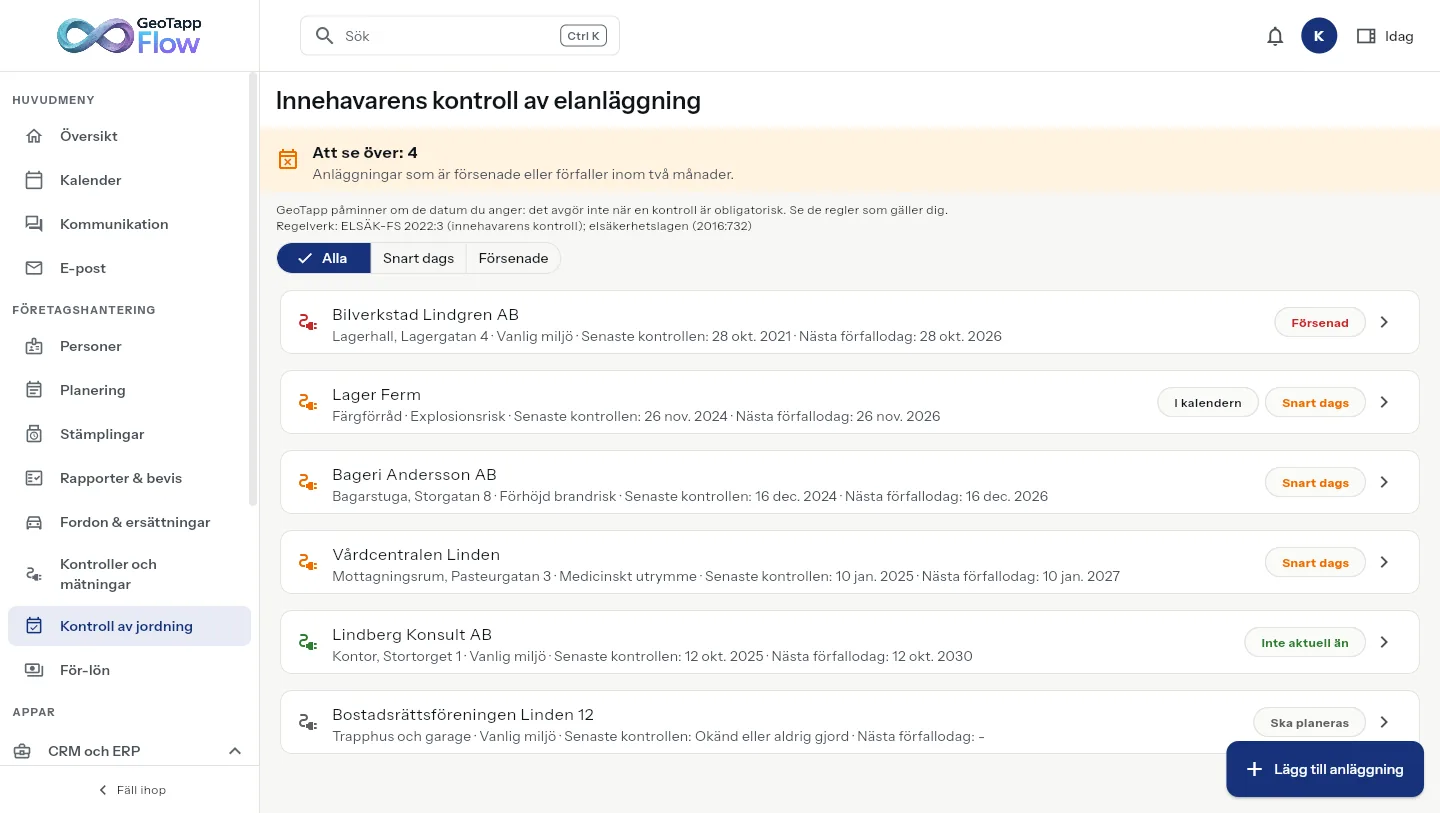 GeoTapp
Flow
Sök
Ctrl K
K
Idag
HUVUDMENY
Översikt
Kalender
Kommunikation
E-post
FÖRETAGSHANTERING
Personer
Planering
Stämplingar
Rapporter & bevis
Fordon & ersättningar
Kontroller och
mätningar
Kontroll av jordning
För-lön
APPAR
CRM och ERP
Fäll ihop
Innehavarens kontroll av elanläggning
Att se över: 4
Anläggningar som är försenade eller förfaller inom två månader.
GeoTapp påminner om de datum du anger: det avgör inte när en kontroll är obligatorisk. Se de regler som gäller dig.
Regelverk: ELSÄK-FS 2022:3 (innehavarens kontroll); elsäkerhetslagen (2016:732)
Alla
Snart dags
Försenade
Bilverkstad Lindgren AB
Lagerhall, Lagergatan 4 · Vanlig miljö · Senaste kontrollen: 28 okt. 2021 · Nästa förfallodag: 28 okt. 2026
Försenad
Lager Ferm
Färgförråd · Explosionsrisk · Senaste kontrollen: 26 nov. 2024 · Nästa förfallodag: 26 nov. 2026
I kalendern
Snart dags
Bageri Andersson AB
Bagarstuga, Storgatan 8 · Förhöjd brandrisk · Senaste kontrollen: 16 dec. 2024 · Nästa förfallodag: 16 dec. 2026
Snart dags
Vårdcentralen Linden
Mottagningsrum, Pasteurgatan 3 · Medicinskt utrymme · Senaste kontrollen: 10 jan. 2025 · Nästa förfallodag: 10 jan. 2027
Snart dags
Lindberg Konsult AB
Kontor, Stortorget 1 · Vanlig miljö · Senaste kontrollen: 12 okt. 2025 · Nästa förfallodag: 12 okt. 2030
Inte aktuell än
Bostadsrättsföreningen Linden 12
Trapphus och garage · Vanlig miljö · Senaste kontrollen: Okänd eller aldrig gjord · Nästa förfallodag: -
Ska planeras
Lägg till anläggning